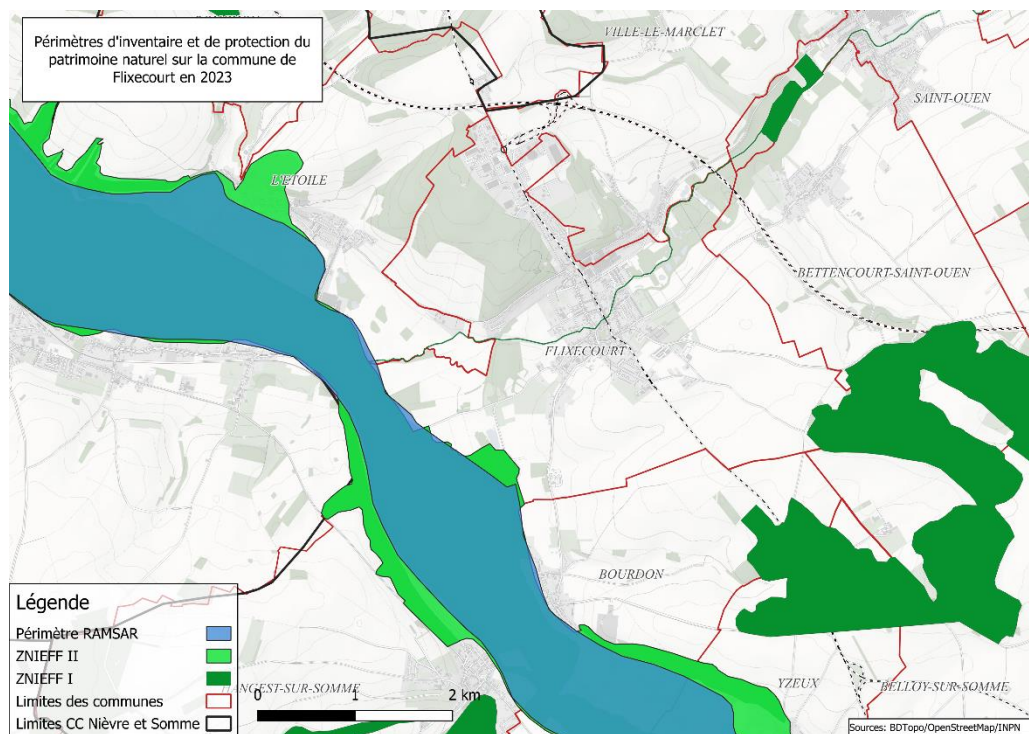 Périmètres d'inventaire et de protection du
patrimoine naturel sur la commune de
Flixecourt en 2023
VILLE-LE-MARCLET
SAINT-OUEN
L'ETOILE
BETTENCOURT-SAINT-OUEN
FLIXECOURT
BOURDON
HANGEST-SUR-SOMME
YZEUX
BELLOY-SUR-SOMME
Légende
Périmètre RAMSAR
ZNIEFF II
ZNIEFF I
Limites des communes
Limites CC Nièvre et Somme
0 1 2 km
Sources: BDTopo/OpenStreetMap/INPN